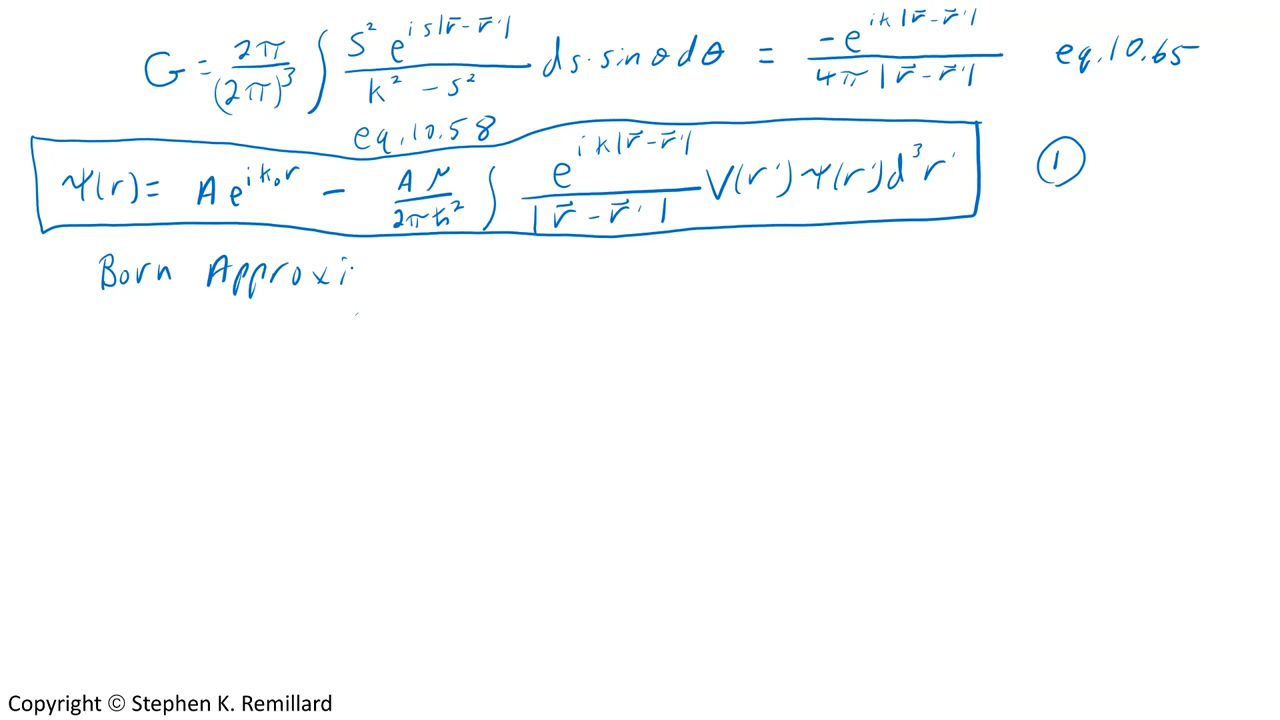 G = 2π/(2π)³ ∫ s² e^{is|r⃗ - r⃗'|}/(k² - s²) ds · sinθ dθ = -e^{ik|r⃗ - r⃗'|}/(4π|r⃗ - r⃗'|) eq.10.65
eq.10.58
ψ(r) = A e^{ik₀r} - Aμ/(2πħ²) ∫ e^{ik|r⃗ - r⃗'|}/|r⃗ - r⃗'| V(r')ψ(r')d³r' ①
Born Approxi
Copyright © Stephen K. Remillard